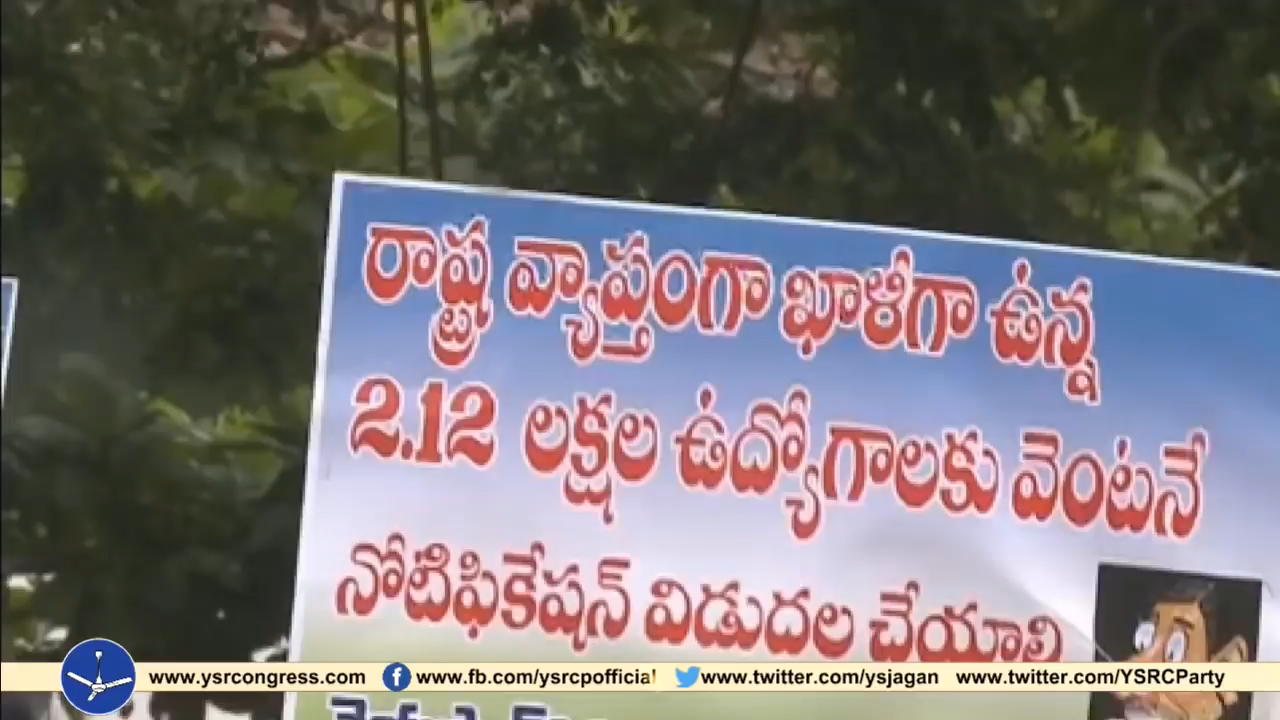 రాష్ట్ర వ్యాప్తంగా ఖాళీగా ఉన్న
2.12 లక్షల ఉద్యోగాలకు వెంటనే
నోటిఫికేషన్ విడుదల చేయాలి
www.ysrcongress.com www.fb.com/ysrcpofficial www.twitter.com/ysjagan www.twitter.com/YSRCParty